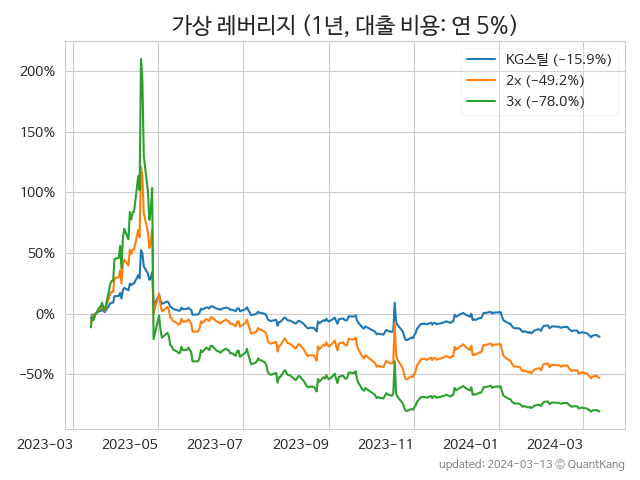 가상 레버리지 (1년, 대출 비용: 연 5%)
KG스틸 (−15.9%)
2x (−49.2%)
3x (−78.0%)
200%
150%
100%
50%
0%
−50%
2023-03
2023-05
2023-07
2023-09
2023-11
2024-01
2024-03
updated: 2024-03-13 © QuantKang